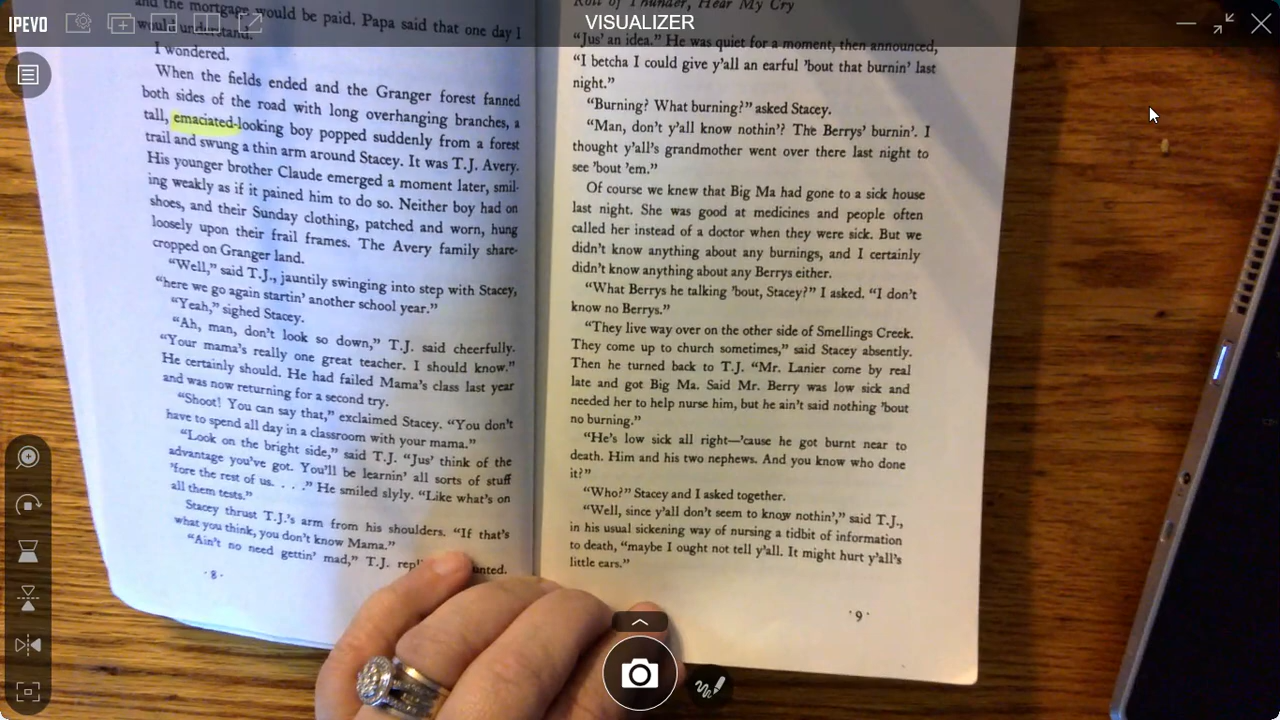 IPEVO
VISUALIZER
and the mortgage would be paid. Papa said that one day I
would understand.
I wondered.
When the fields ended and the Granger forest fanned
both sides of the road with long overhanging branches, a
tall, emaciated-looking boy popped suddenly from a forest
trail and swung a thin arm around Stacey. It was T.J. Avery.
His younger brother Claude emerged a moment later, smil-
ing weakly as if it pained him to do so. Neither boy had on
shoes, and their Sunday clothing, patched and worn, hung
loosely upon their frail frames. The Avery family share-
cropped on Granger land.
“Well,” said T.J., jauntily swinging into step with Stacey,
“here we go again startin’ another school year.”
“Yeah,” sighed Stacey.
“Ah, man, don’t look so down,” T.J. said cheerfully.
“Your mama’s really one great teacher. I should know.”
He certainly should. He had failed Mama’s class last year
and was now returning for a second try.
“Shoot! You can say that,” exclaimed Stacey. “You don’t
have to spend all day in a classroom with your mama.”
“Look on the bright side,” said T.J. “Jus’ think of the
advantage you’ve got. You’ll be learnin’ all sorts of stuff
’fore the rest of us. . . .” He smiled slyly. “Like what’s on
all them tests.”
Stacey thrust T.J.’s arm from his shoulders. “If that’s
what you think, you don’t know Mama.”
“Ain’t no need gettin’ mad,” T.J. repl unted.
· 8 ·
Roll of Thunder, Hear My Cry
“Jus’ an idea.” He was quiet for a moment, then announced,
“I betcha I could give y’all an earful ’bout that burnin’ last
night.”
“Burning? What burning?” asked Stacey.
“Man, don’t y’all know nothin’? The Berrys’ burnin’. I
thought y’all’s grandmother went over there last night to
see ’bout ’em.”
Of course we knew that Big Ma had gone to a sick house
last night. She was good at medicines and people often
called her instead of a doctor when they were sick. But we
didn’t know anything about any burnings, and I certainly
didn’t know anything about any Berrys either.
“What Berrys he talking ’bout, Stacey?” I asked. “I don’t
know no Berrys.”
“They live way over on the other side of Smellings Creek.
They come up to church sometimes,” said Stacey absently.
Then he turned back to T.J. “Mr. Lanier come by real
late and got Big Ma. Said Mr. Berry was low sick and
needed her to help nurse him, but he ain’t said nothing ’bout
no burning.”
“He’s low sick all right—’cause he got burnt near to
death. Him and his two nephews. And you know who done
it?”
“Who?” Stacey and I asked together.
“Well, since y’all don’t seem to know nothin’,” said T.J.,
in his usual sickening way of nursing a tidbit of information
to death, “maybe I ought not tell y’all. It might hurt y’all’s
little ears.”
· 9 ·